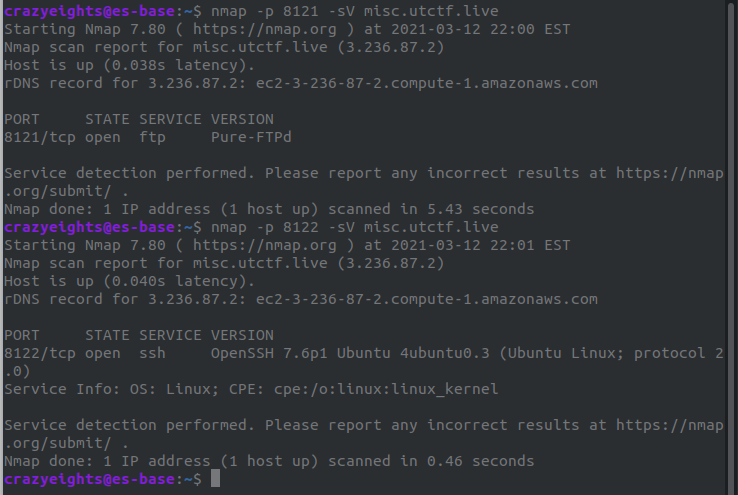 crazyeights@es-base:~$ nmap -p 8121 -sV misc.utctf.live
Starting Nmap 7.80 ( https://nmap.org ) at 2021-03-12 22:00 EST
Nmap scan report for misc.utctf.live (3.236.87.2)
Host is up (0.038s latency).
rDNS record for 3.236.87.2: ec2-3-236-87-2.compute-1.amazonaws.com
PORT     STATE SERVICE VERSION
8121/tcp open  ftp     Pure-FTPd
Service detection performed. Please report any incorrect results at https://nmap
.org/submit/ .
Nmap done: 1 IP address (1 host up) scanned in 5.43 seconds
crazyeights@es-base:~$ nmap -p 8122 -sV misc.utctf.live
Starting Nmap 7.80 ( https://nmap.org ) at 2021-03-12 22:01 EST
Nmap scan report for misc.utctf.live (3.236.87.2)
Host is up (0.040s latency).
rDNS record for 3.236.87.2: ec2-3-236-87-2.compute-1.amazonaws.com
PORT     STATE SERVICE VERSION
8122/tcp open  ssh     OpenSSH 7.6p1 Ubuntu 4ubuntu0.3 (Ubuntu Linux; protocol 2
.0)
Service Info: OS: Linux; CPE: cpe:/o:linux:linux_kernel
Service detection performed. Please report any incorrect results at https://nmap
.org/submit/ .
Nmap done: 1 IP address (1 host up) scanned in 0.46 seconds
crazyeights@es-base:~$